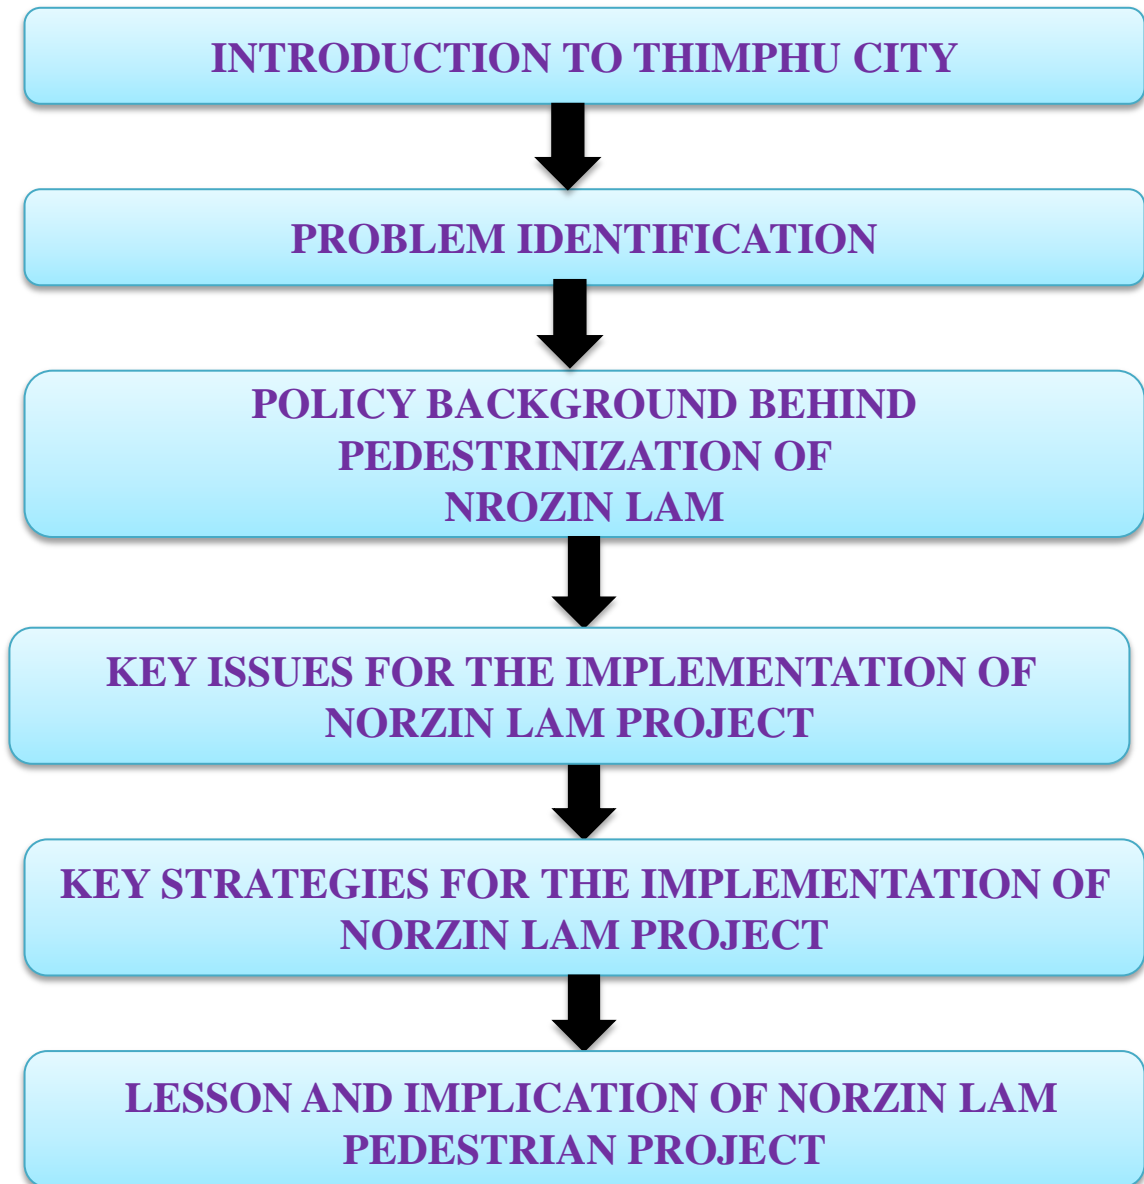 INTRODUCTION TO THIMPHU CITY
PROBLEM IDENTIFICATION
POLICY BACKGROUND BEHIND
PEDESTRINIZATION OF
NROZIN LAM
KEY ISSUES FOR THE IMPLEMENTATION OF
NORZIN LAM PROJECT
KEY STRATEGIES FOR THE IMPLEMENTATION OF
NORZIN LAM PROJECT
LESSON AND IMPLICATION OF NORZIN LAM
PEDESTRIAN PROJECT